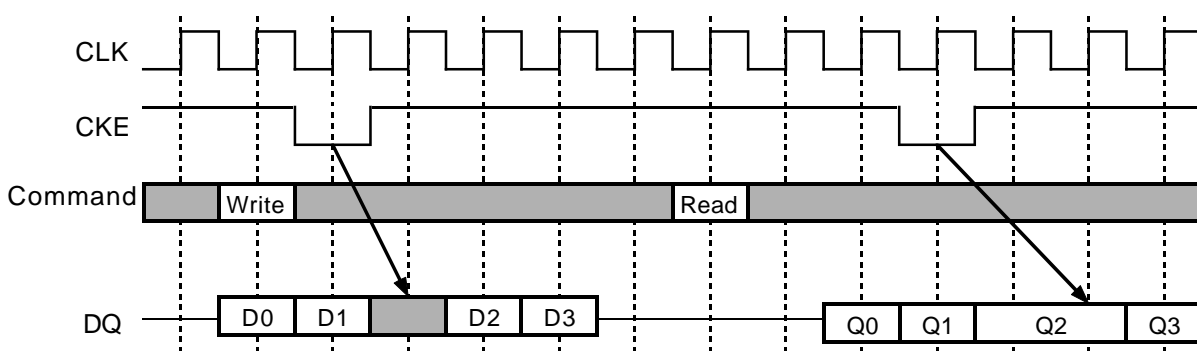 CLK
CKE
Command Write Read
DQ D0 D1 D2 D3 Q0 Q1 Q2 Q3